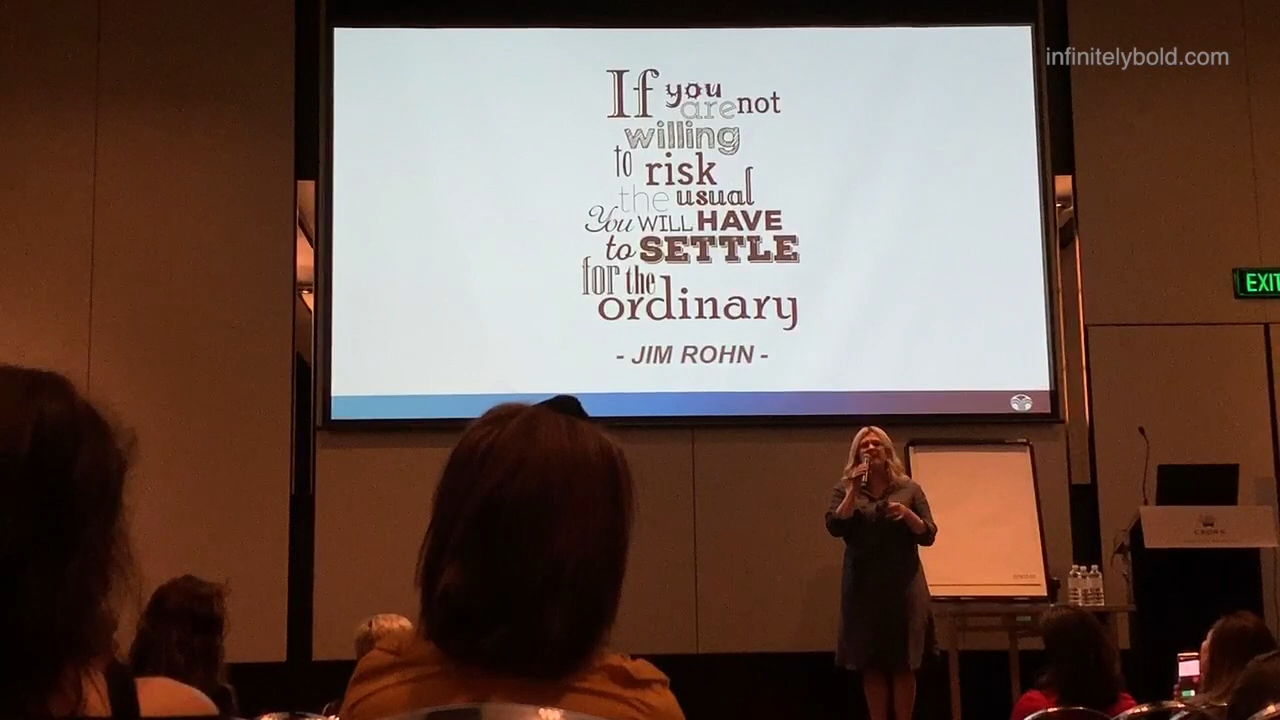 infinitelybold.com
If you are not
willing
to risk
the usual
You WILL HAVE
to SETTLE
for the
ordinary
- JIM ROHN -
EXIT
CROWN